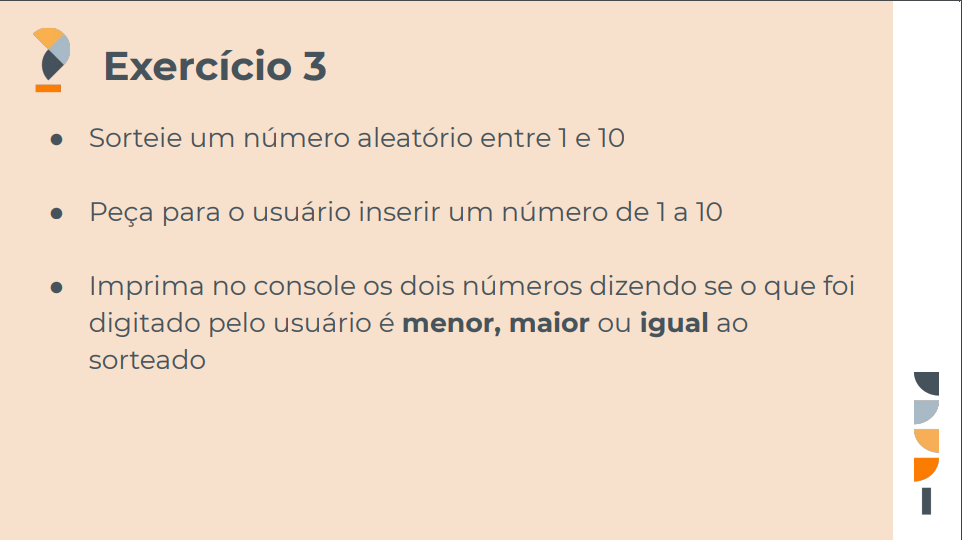 Exercício 3
● Sorteie um número aleatório entre 1 e 10
● Peça para o usuário inserir um número de 1 a 10
● Imprima no console os dois números dizendo se o que foi
digitado pelo usuário é menor, maior ou igual ao
sorteado